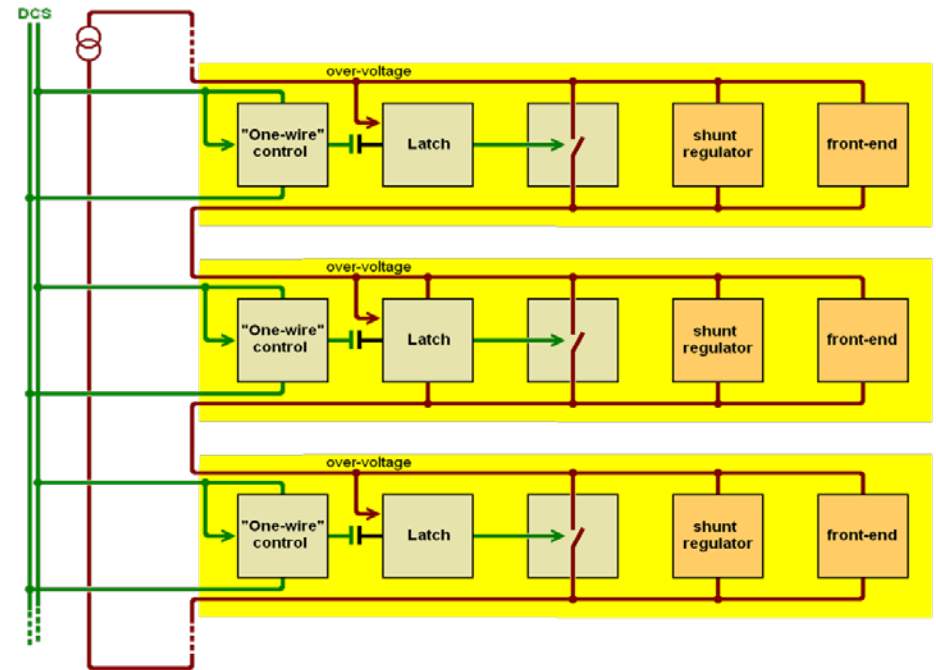 DCS
over-voltage
"One-wire"
control
Latch
shunt
regulator
front-end
over-voltage
"One-wire"
control
Latch
shunt
regulator
front-end
over-voltage
"One-wire"
control
Latch
shunt
regulator
front-end